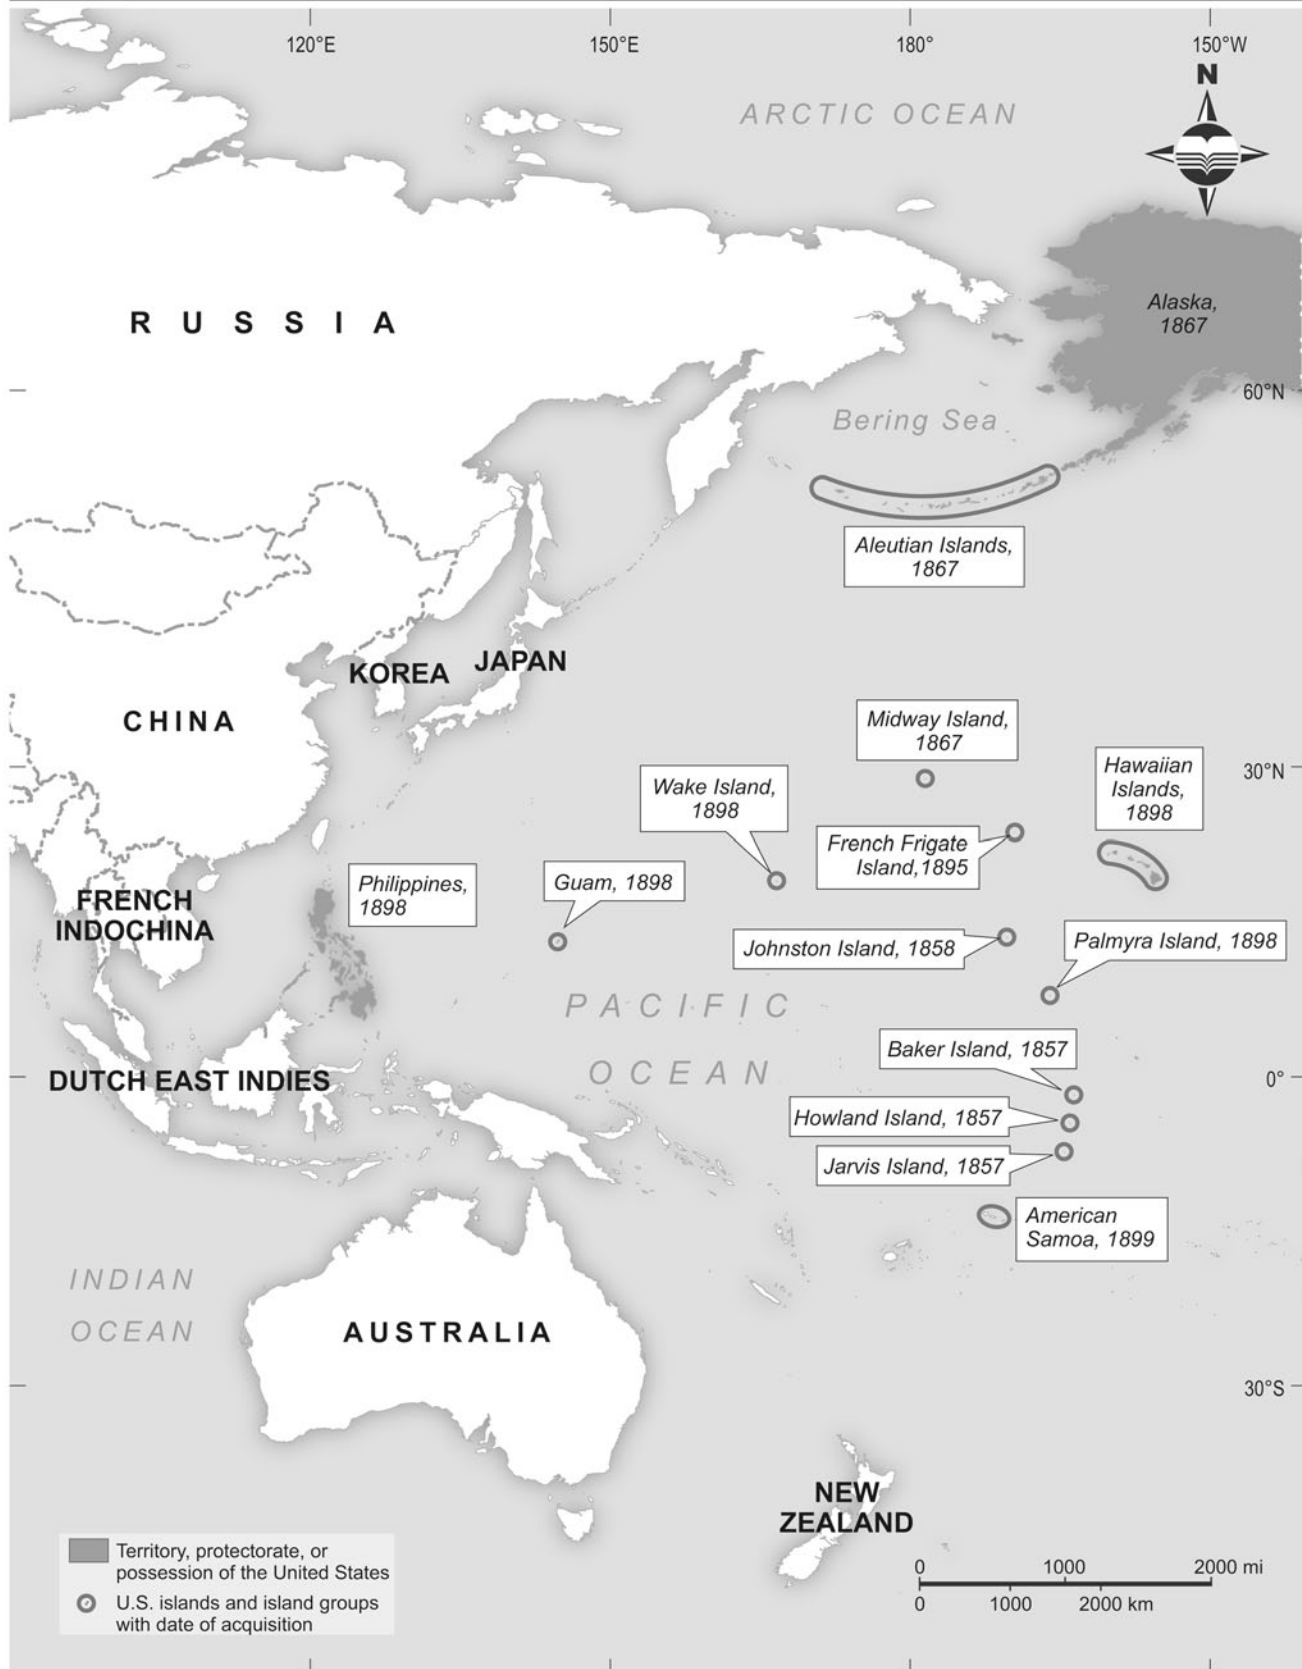 120°E
150°E
180°
150°W
N
ARCTIC OCEAN
RUSSIA
Alaska,
1867
60°N
Bering Sea
Aleutian Islands,
1867
KOREA
JAPAN
CHINA
Midway Island,
1867
30°N
Hawaiian
Islands,
1898
Wake Island,
1898
French Frigate
Island,1895
Philippines,
1898
Guam, 1898
FRENCH
INDOCHINA
Johnston Island, 1858
Palmyra Island, 1898
PACIFIC
OCEAN
Baker Island, 1857
DUTCH EAST INDIES
0°
Howland Island, 1857
Jarvis Island, 1857
American
Samoa, 1899
INDIAN
OCEAN
AUSTRALIA
30°S
NEW
ZEALAND
Territory, protectorate, or
possession of the United States
U.S. islands and island groups
with date of acquisition
0 1000 2000 mi
0 1000 2000 km